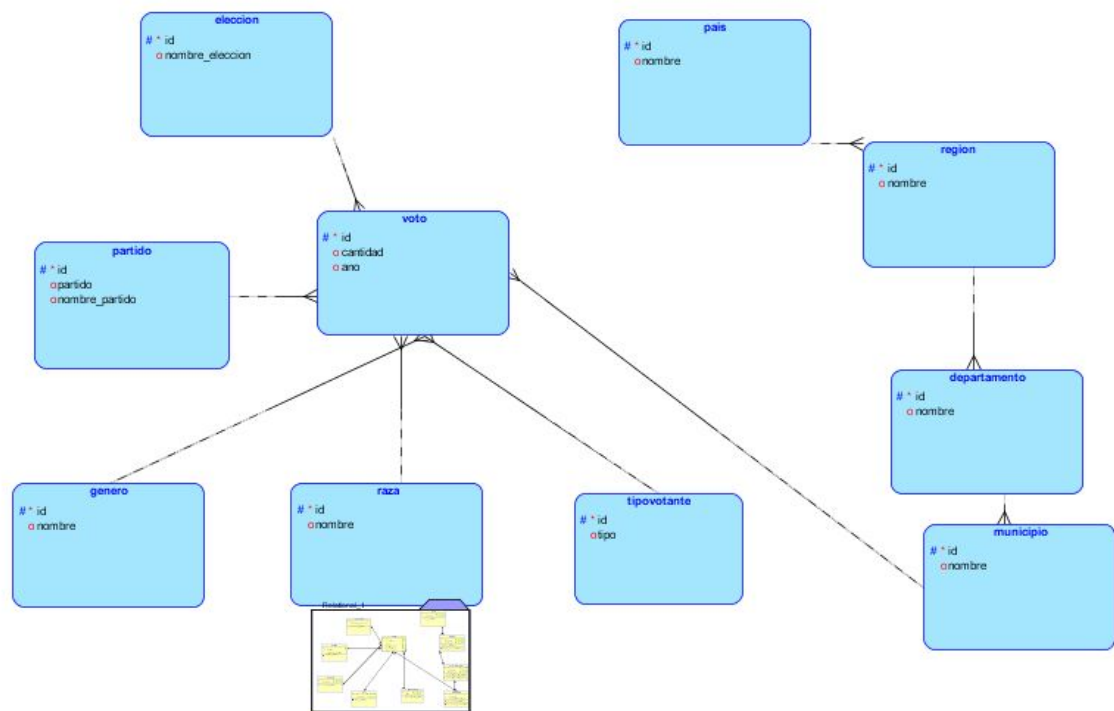 eleccion
# * id
o nombre_eleccion
pais
# * id
o nombre
region
# * id
o nombre
voto
# * id
o cantidad
o ano
partido
# * id
o partido
o nombre_partido
departamento
# * id
o nombre
genero
# * id
o nombre
raza
# * id
o nombre
tipovotante
# * id
o tipo
municipio
# * id
o nombre
Relational_1